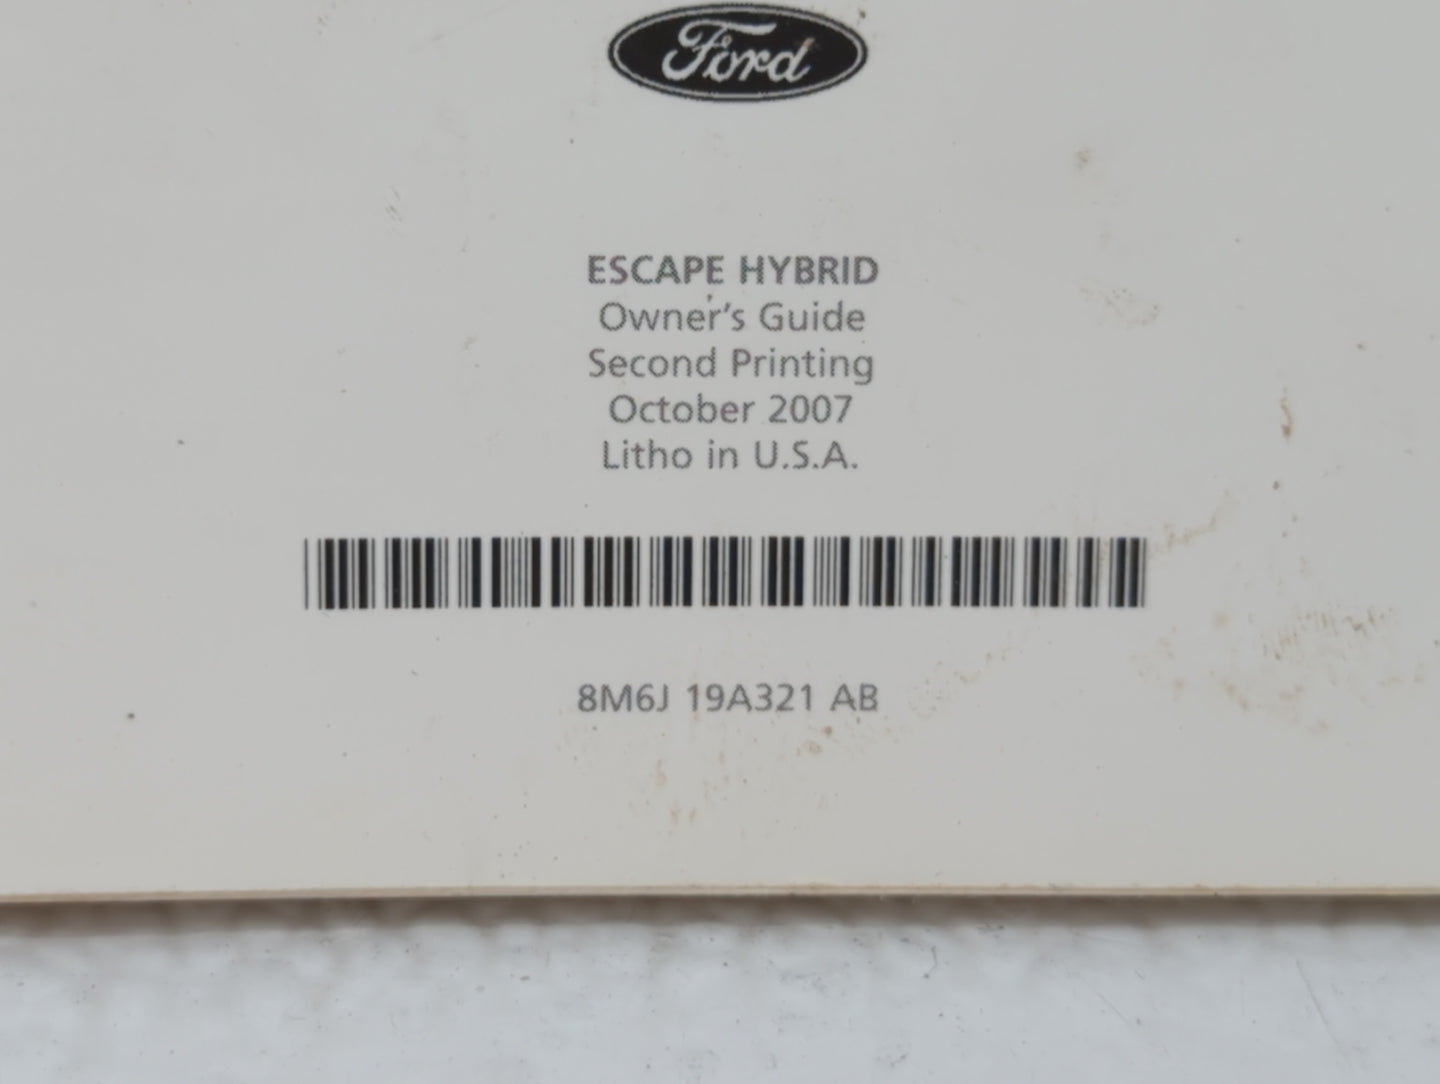 Ford
ESCAPE HYBRID
Owner's Guide
Second Printing
October 2007
Litho in U.S.A.
8M6J 19A321 AB